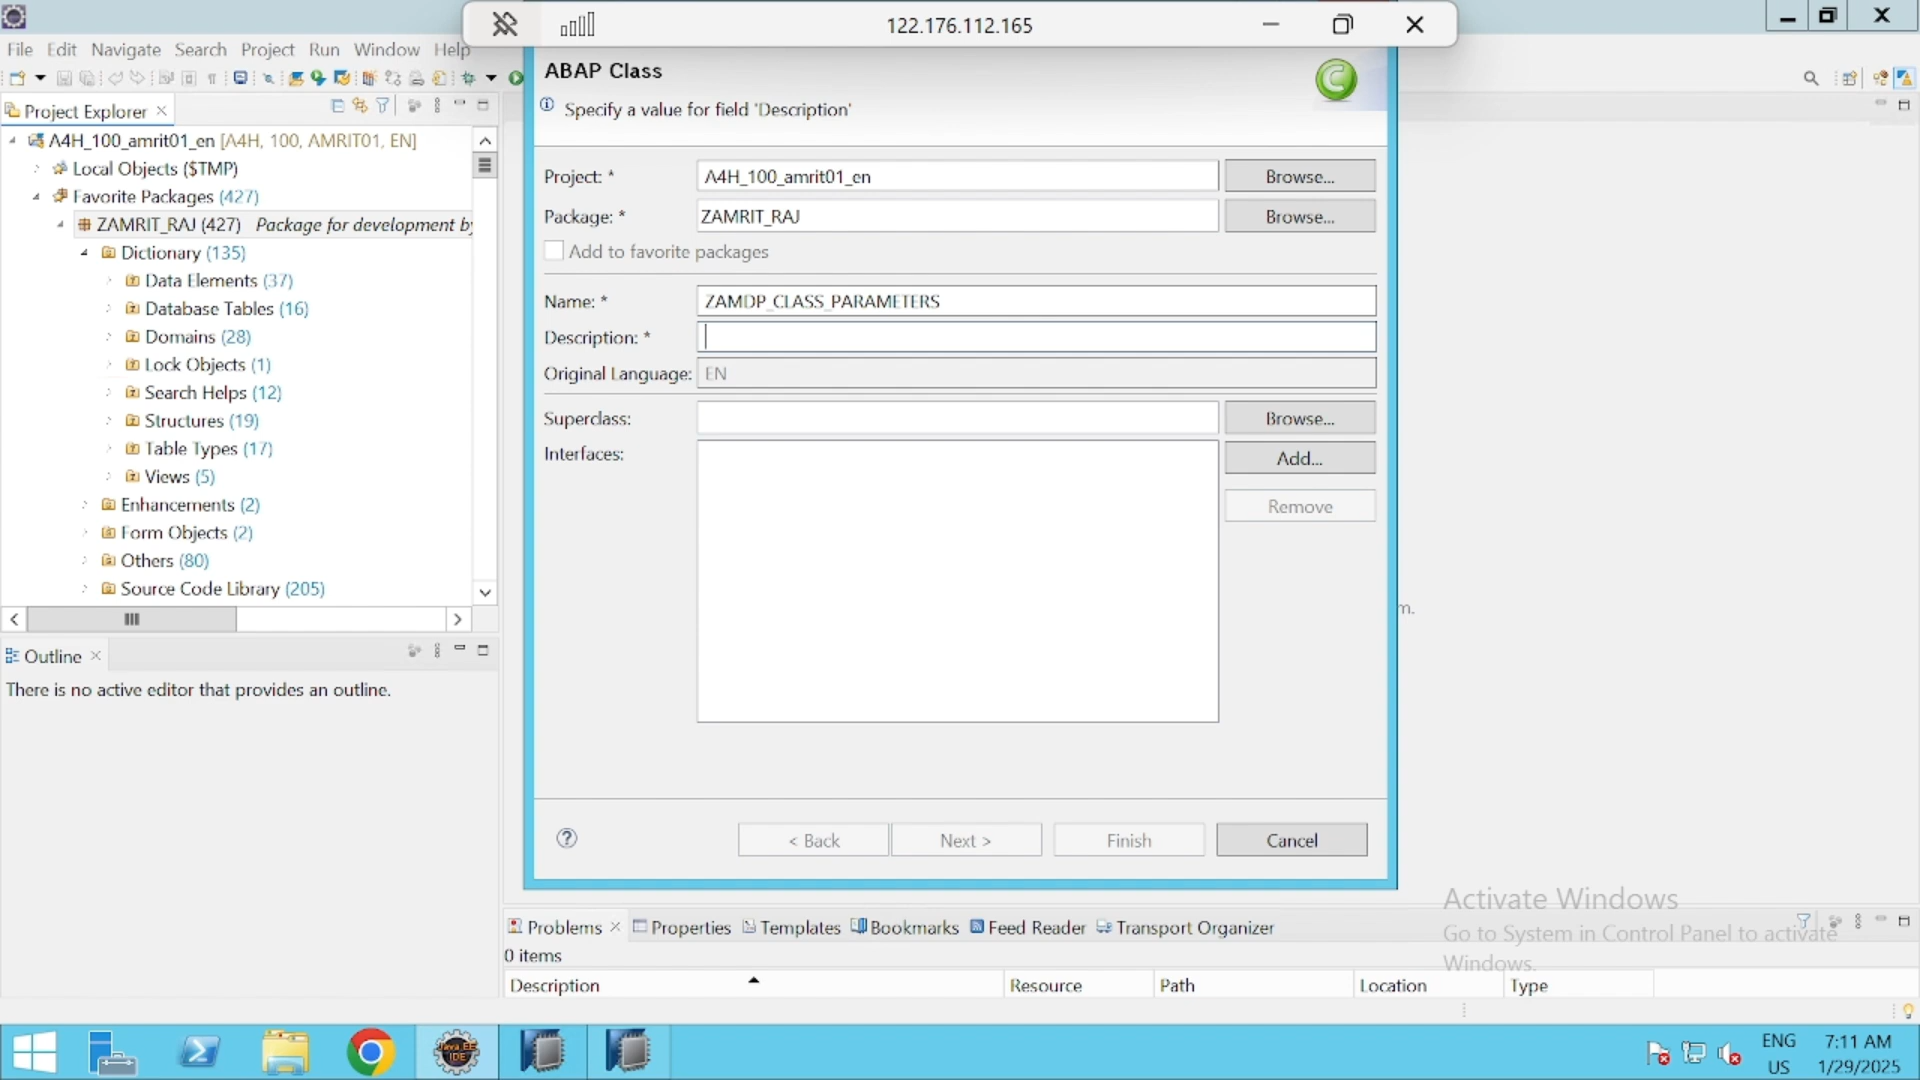 122.176.112.165
File Edit Navigate Search Project Run Window Help
Project Explorer
A4H_100_amrit01_en [A4H, 100, AMRIT01, EN]
Local Objects ($TMP)
Favorite Packages (427)
ZAMRIT_RAJ (427) Package for development by
Dictionary (135)
Data Elements (37)
Database Tables (16)
Domains (28)
Lock Objects (1)
Search Helps (12)
Structures (19)
Table Types (17)
Views (5)
Enhancements (2)
Form Objects (2)
Others (80)
Source Code Library (205)
Outline
There is no active editor that provides an outline.
ABAP Class
Specify a value for field 'Description'
Project: * A4H_100_amrit01_en Browse...
Package: * ZAMRIT_RAJ Browse...
Add to favorite packages
Name: * ZAMDP_CLASS_PARAMETERS
Description: *
Original Language: EN
Superclass: Browse...
Interfaces: Add...
Remove
m.
< Back Next > Finish Cancel
Problems Properties Templates Bookmarks Feed Reader Transport Organizer
0 items
Description Resource Path Location Type
Activate Windows
Go to System in Control Panel to activate
Windows.
Java EE
IDE
ENG
US
7:11 AM
1/29/2025